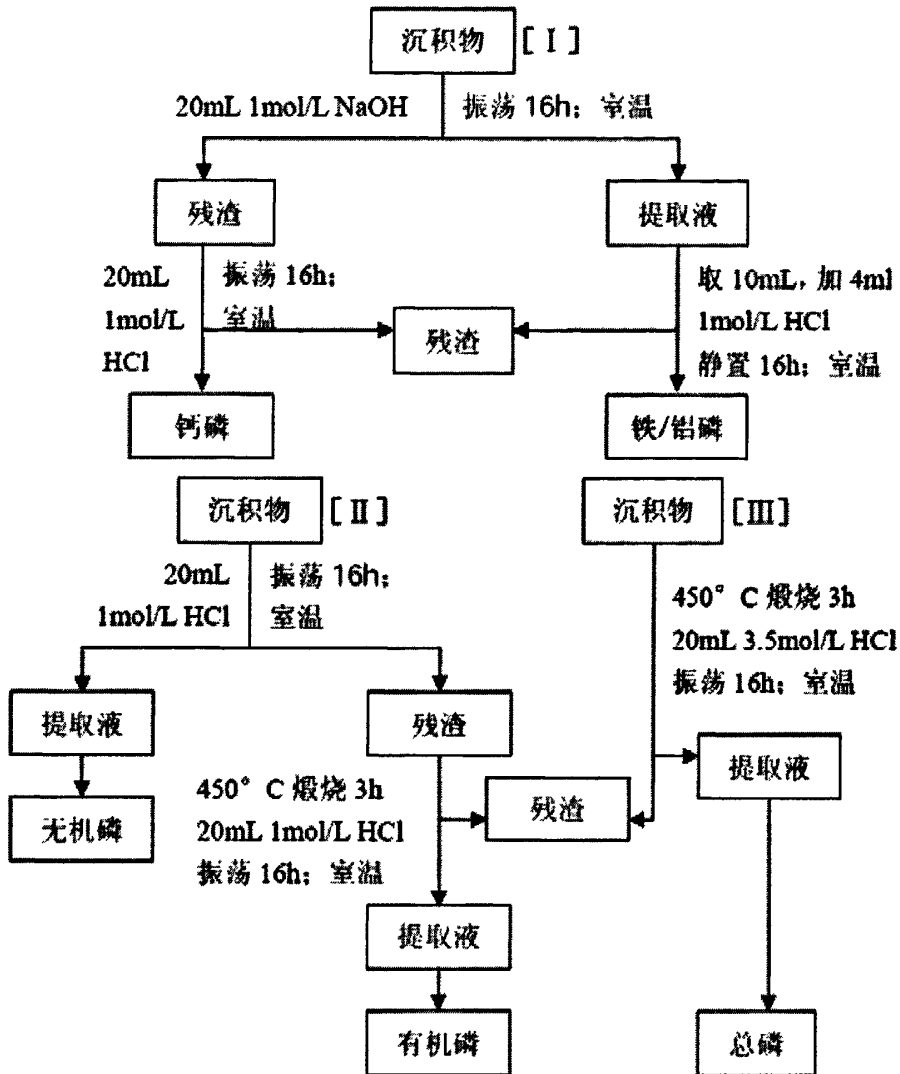 沉积物 [Ⅰ]
20mL 1mol/L NaOH 振荡 16h; 室温
残渣
提取液
20mL
1mol/L
HCl
振荡 16h;
室温
残渣
取 10mL, 加 4ml
1mol/L HCl
静置 16h; 室温
钙磷
铁/铝磷
沉积物 [Ⅱ]
沉积物 [Ⅲ]
20mL
1mol/L HCl
振荡 16h;
室温
450° C 煅烧 3h
20mL 3.5mol/L HCl
振荡 16h; 室温
提取液
残渣
提取液
无机磷
450° C 煅烧 3h
20mL 1mol/L HCl
振荡 16h; 室温
残渣
提取液
有机磷
总磷